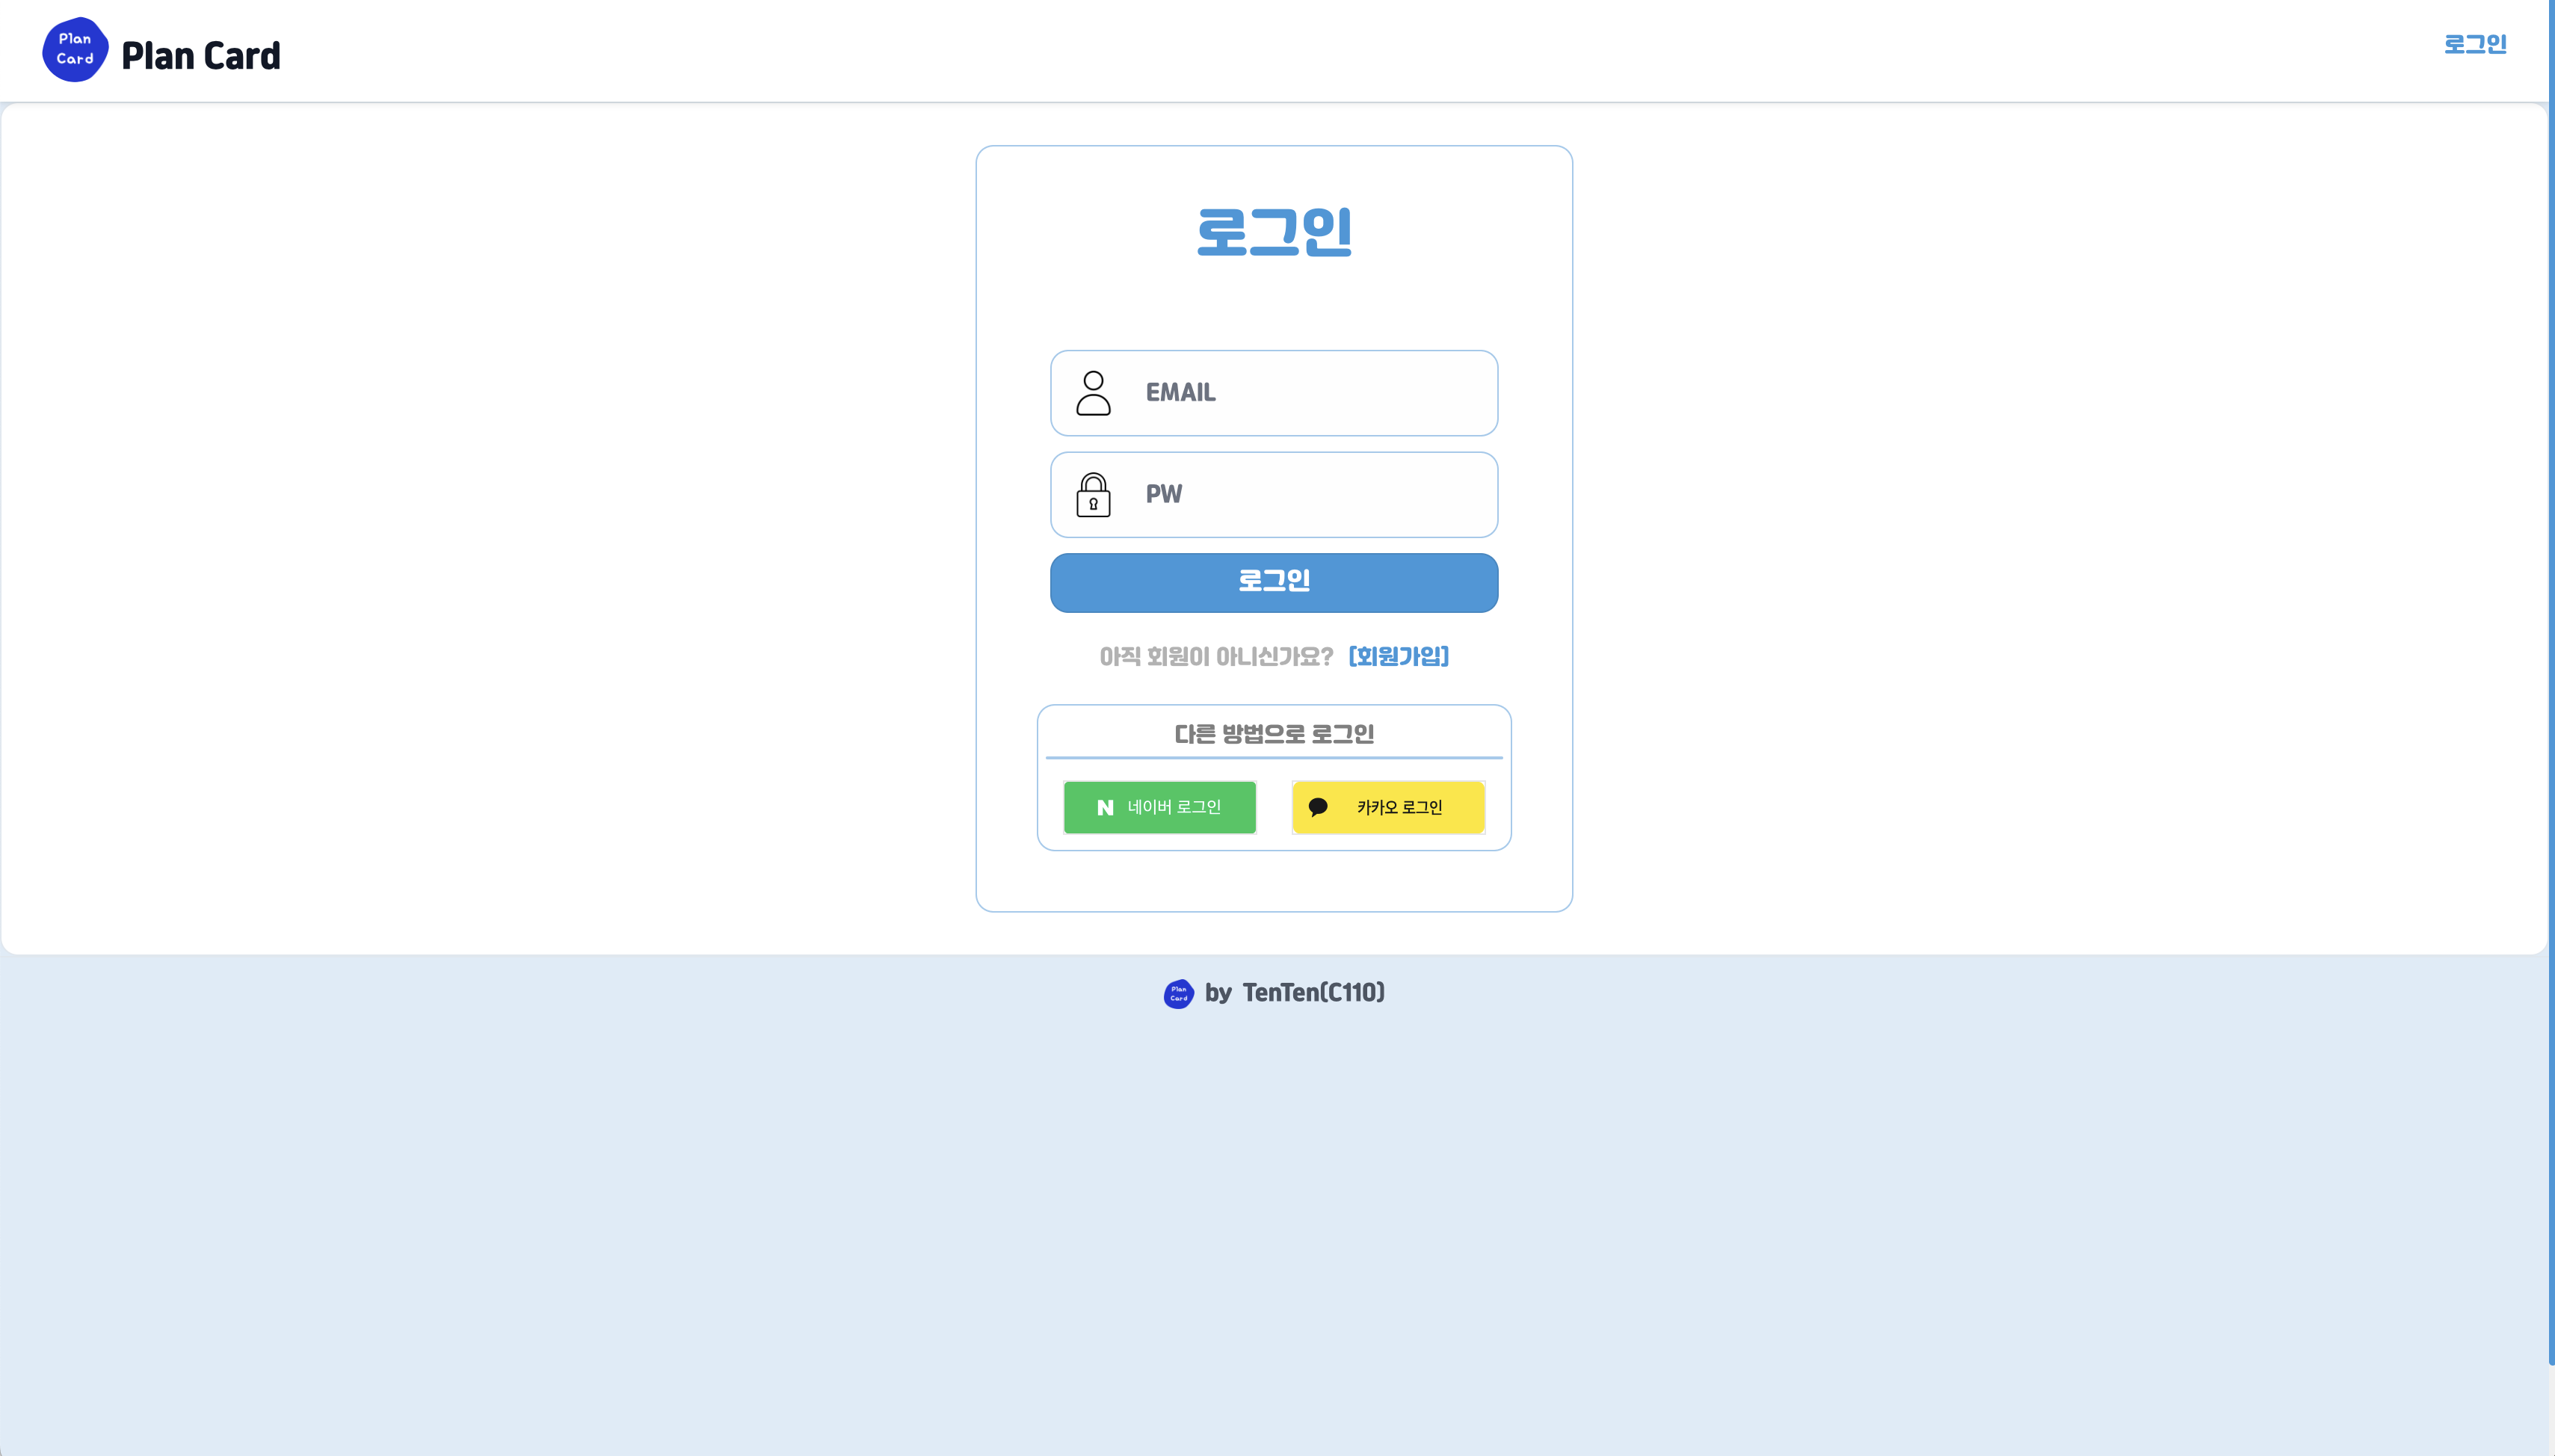 Plan
Card
Plan Card
로그인
로그인
EMAIL
PW
로그인
아직 회원이 아니신가요? [회원가입]
다른 방법으로 로그인
N 네이버 로그인
카카오 로그인
Plan
Card
by TenTen(C110)